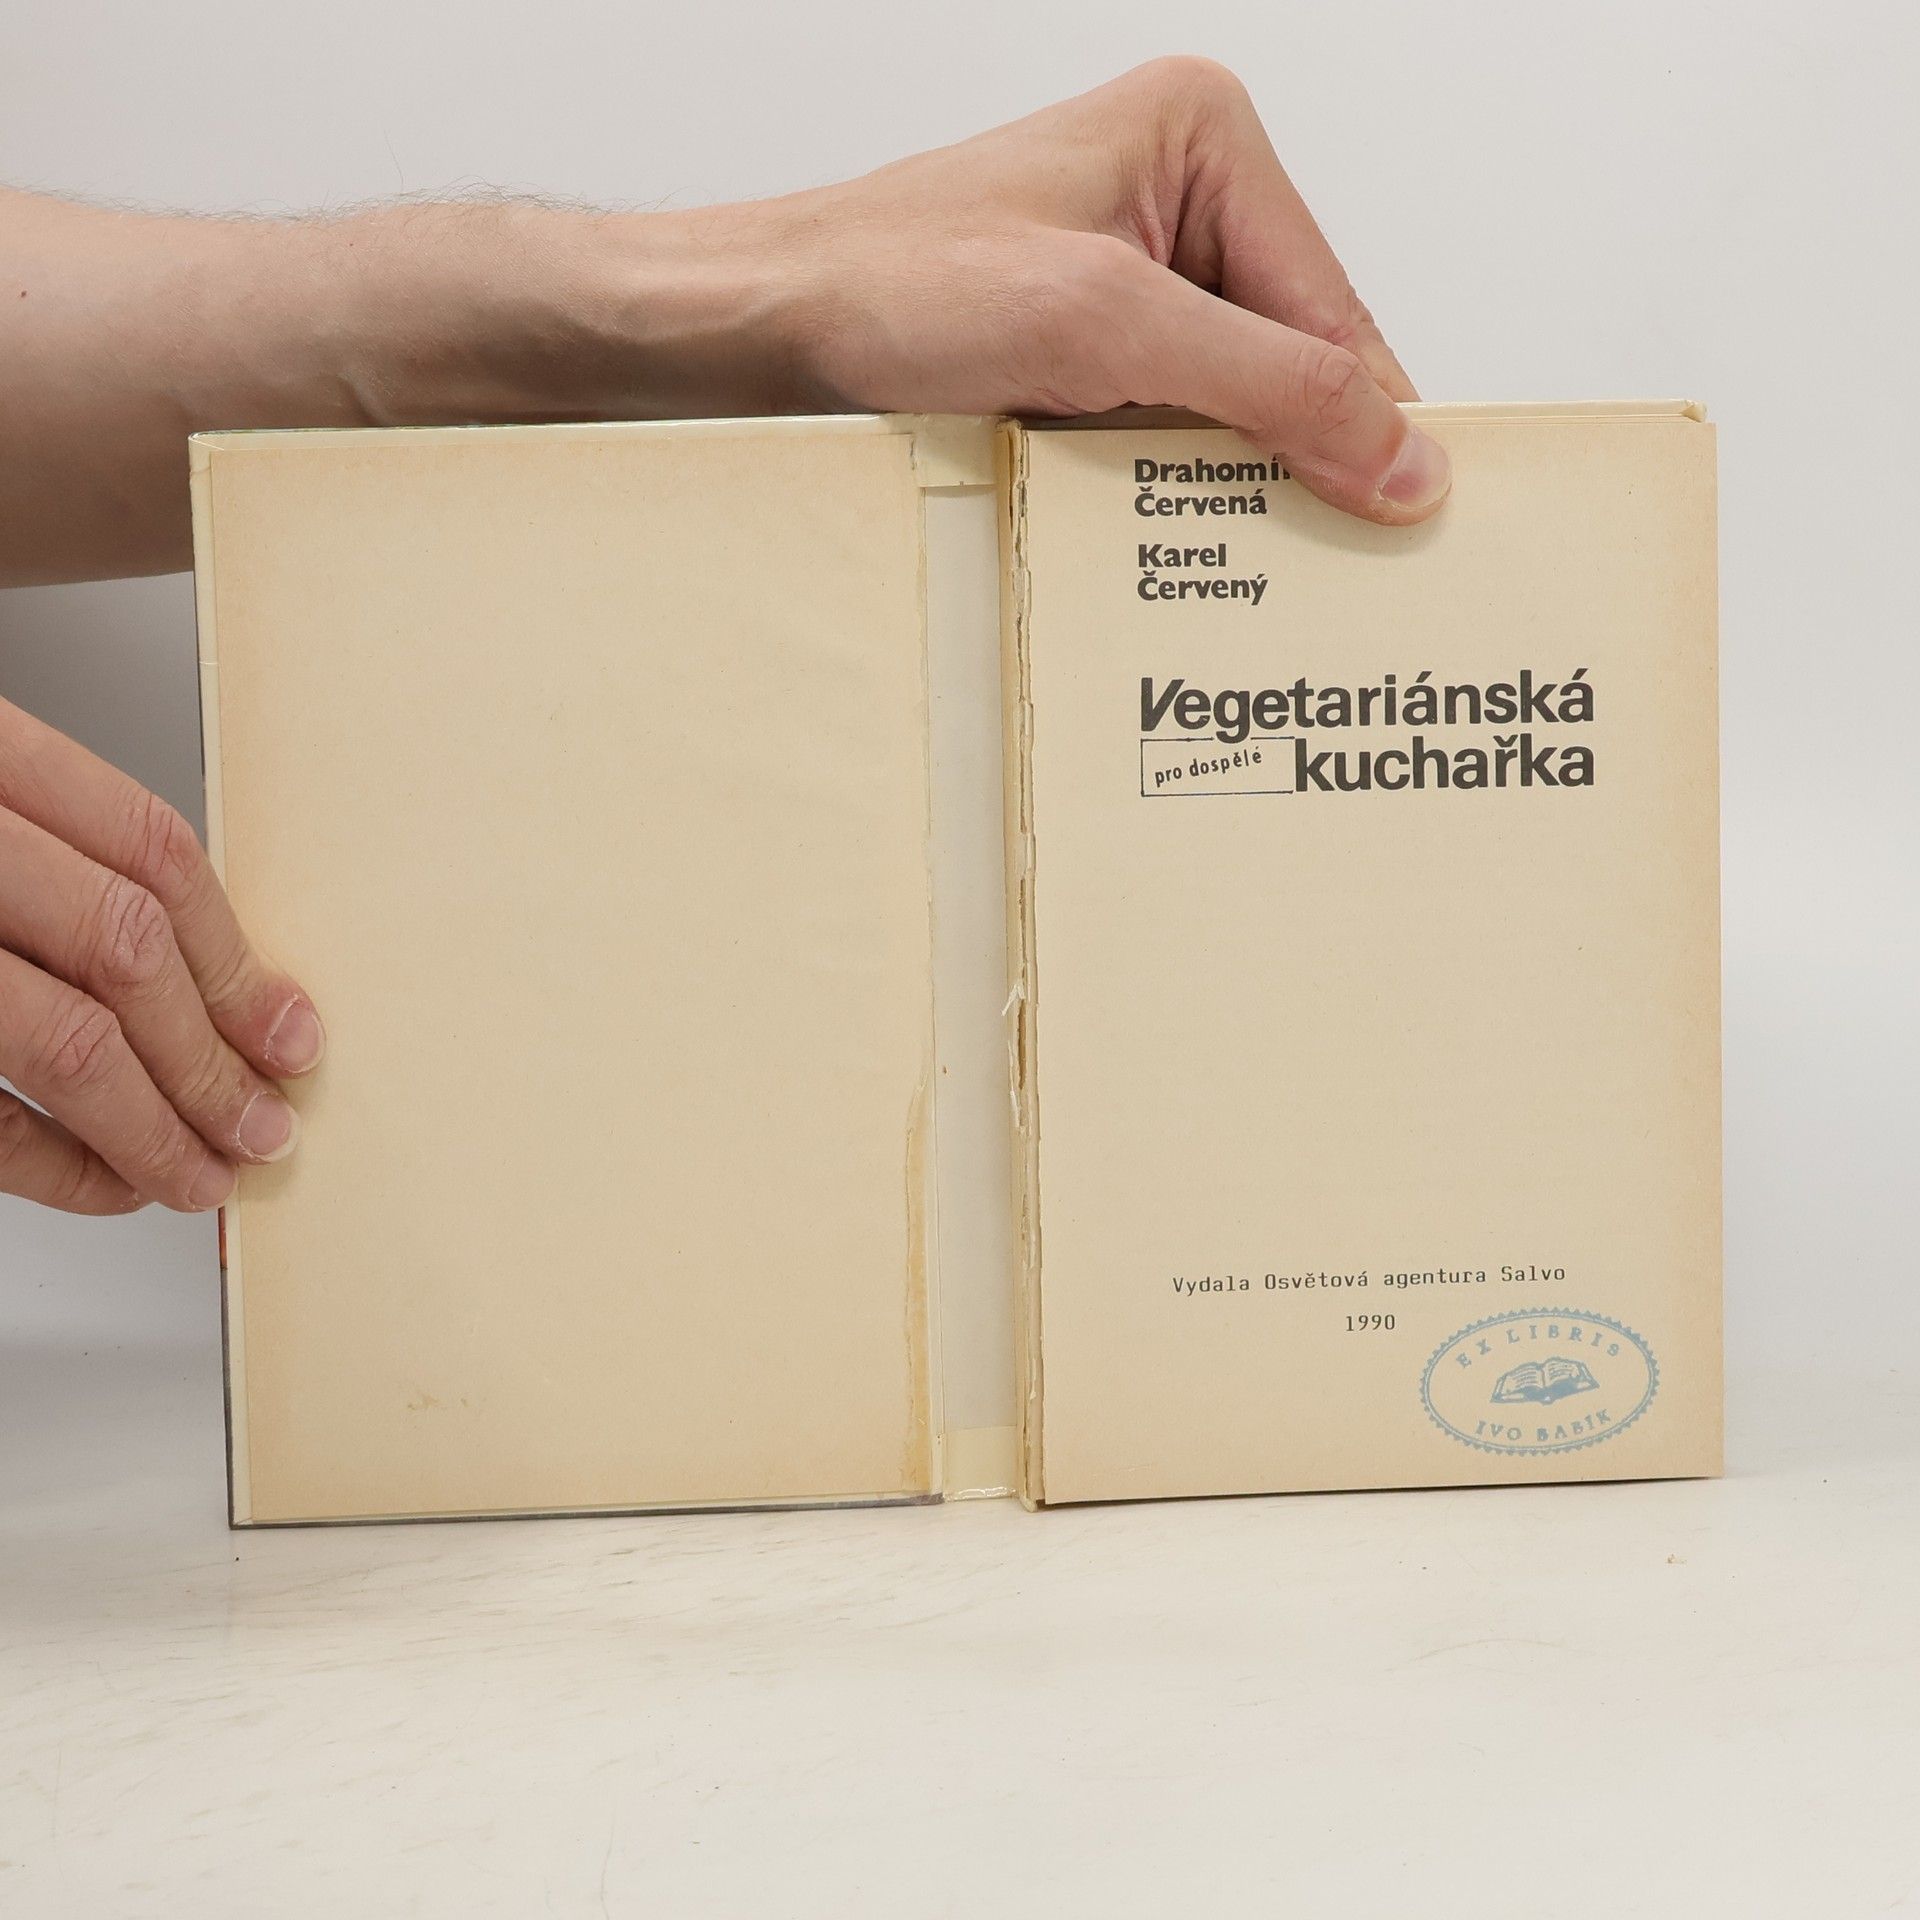 Červená
Karel
Červený
Vegetariánská
pro dospělé kuchařka
Vydala Osvětová agentura Salvo
1990
EX LIBRIS
IVO BABÍK